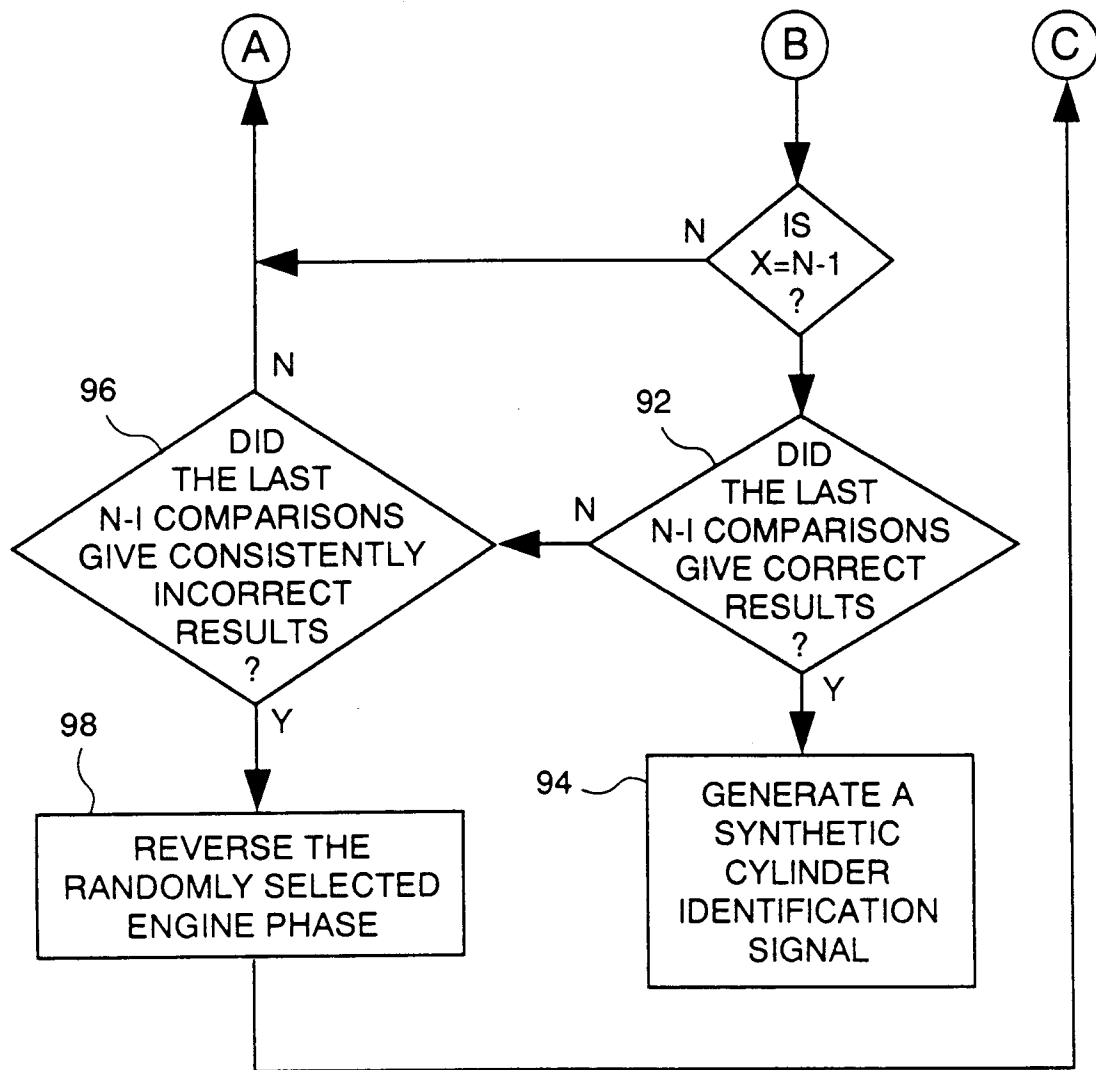 A
B
C
N
IS
X=N-1
?
N
96
DID
THE LAST
N-I COMPARISONS
GIVE CONSISTENTLY
INCORRECT
RESULTS
?
N
92
DID
THE LAST
N-I COMPARISONS
GIVE CORRECT
RESULTS
?
Y
Y
98
REVERSE THE
RANDOMLY SELECTED
ENGINE PHASE
94
GENERATE A
SYNTHETIC
CYLINDER
IDENTIFICATION
SIGNAL